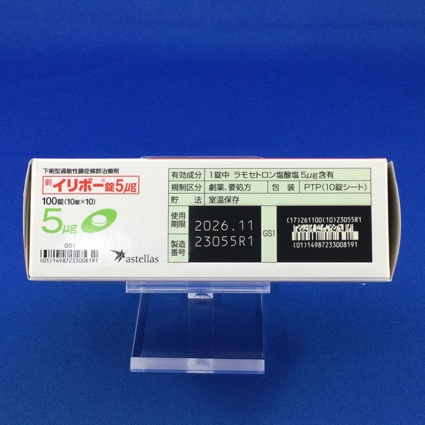 下痢型過敏性腸症候群治療剤
劇 イリボー®錠5μg
100錠(10錠×10)
5μg
GS1
(01)14987233008191
astellas
有効成分 1錠中 ラモセトロン塩酸塩 5μg含有
規制区分 劇薬、要処方 包装 PTP(10錠シート)
貯法 室温保存
使用期限 2026.11
製造番号 23055R1
GS1
(17)261100(10)23055R1
(01)14987233008191